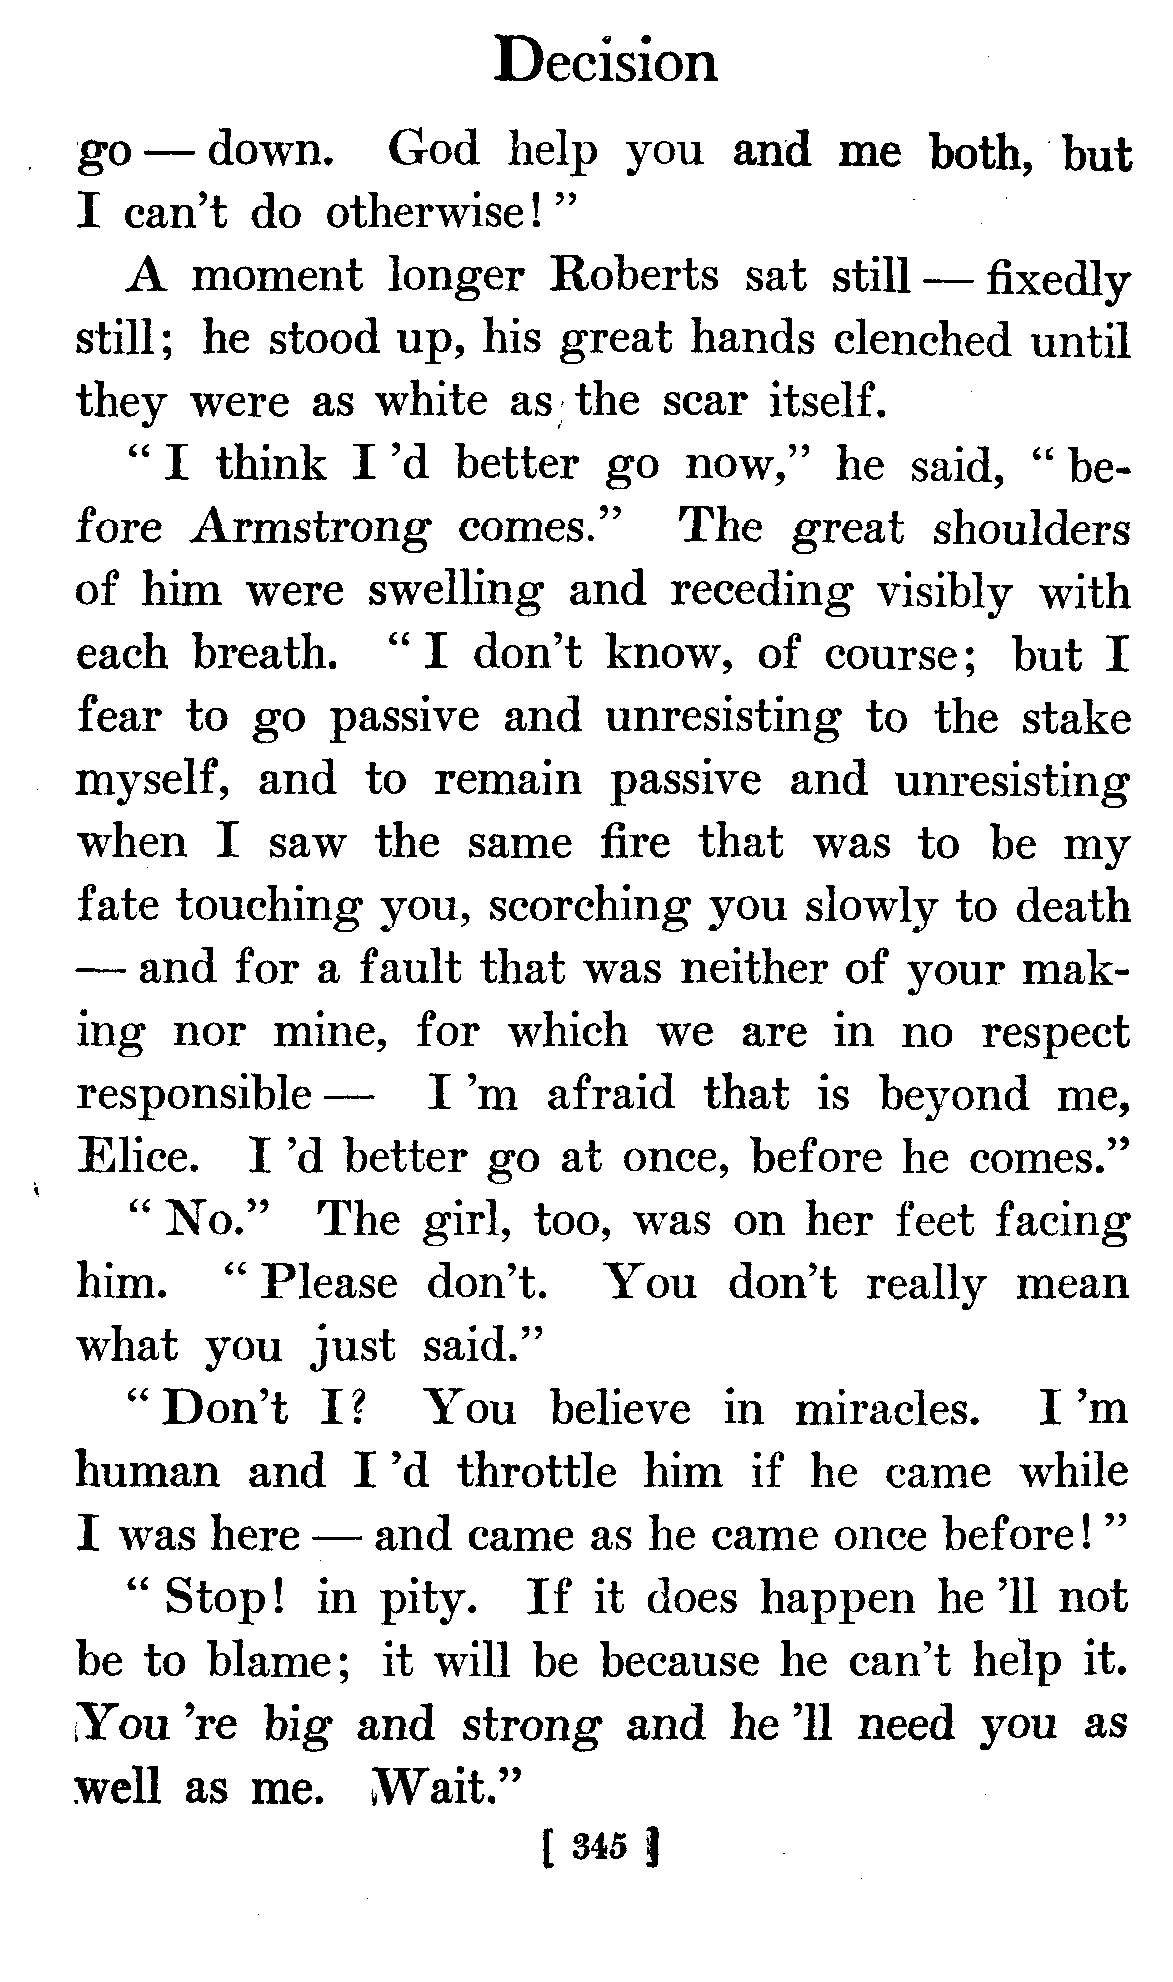 Decision
go — down. God help you and me both, but
I can't do otherwise! ”
A moment longer Roberts sat still — fixedly
still; he stood up, his great hands clenched until
they were as white as the scar itself.
“ I think I 'd better go now,” he said, “ be-
fore Armstrong comes.” The great shoulders
of him were swelling and receding visibly with
each breath. “ I don't know, of course; but I
fear to go passive and unresisting to the stake
myself, and to remain passive and unresisting
when I saw the same fire that was to be my
fate touching you, scorching you slowly to death
— and for a fault that was neither of your mak-
ing nor mine, for which we are in no respect
responsible — I 'm afraid that is beyond me,
Elice. I 'd better go at once, before he comes.”
“ No.” The girl, too, was on her feet facing
him. “ Please don't. You don't really mean
what you just said.”
“ Don't I? You believe in miracles. I 'm
human and I 'd throttle him if he came while
I was here — and came as he came once before! ”
“ Stop! in pity. If it does happen he 'll not
be to blame; it will be because he can't help it.
You 're big and strong and he 'll need you as
well as me. Wait.”
[ 345 ]